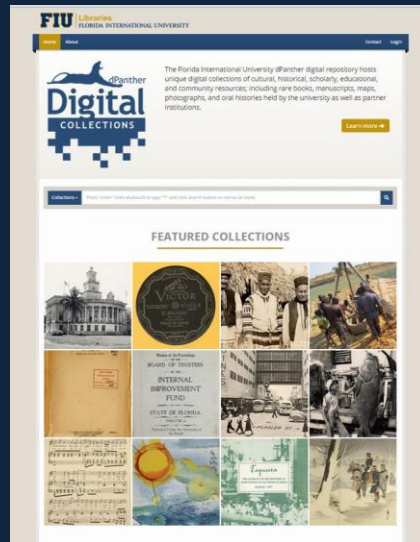 FIU Libraries
FLORIDA INTERNATIONAL UNIVERSITY
Home About Contact Login
dPanther
Digital
COLLECTIONS
The Florida International University dPanther digital repository hosts
unique digital collections of cultural, historical, scholarly, educational,
and community resources; including rare books, manuscripts, maps,
photographs, and oral histories held by the university as well as partner
institutions.
Learn more
Collections
FEATURED COLLECTIONS
VICTOR
BOARD OF TRUSTEES
INTERNAL
IMPROVEMENT
FUND
STATE OF FLORIDA
Tequesta